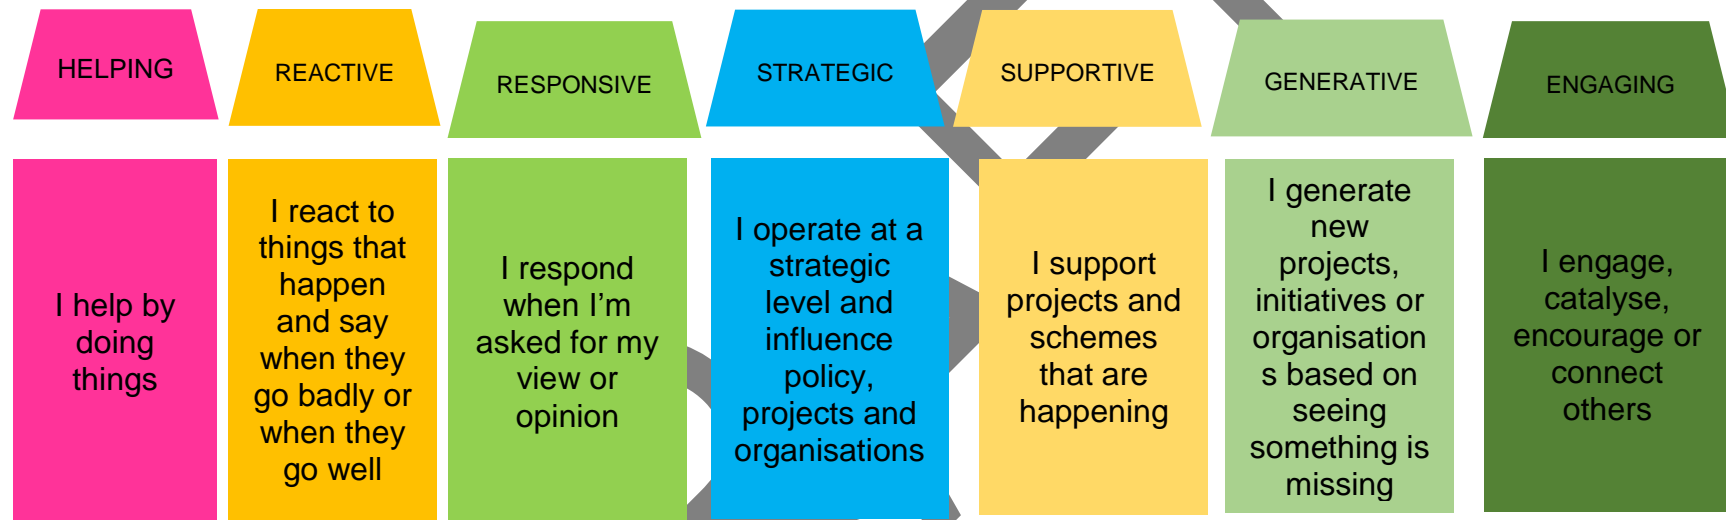 HELPING
REACTIVE
RESPONSIVE
STRATEGIC
SUPPORTIVE
GENERATIVE
ENGAGING
I help by
doing
things
I react to
things that
happen
and say
when they
go badly or
when they
go well
I respond
when I’m
asked for my
view or
opinion
I operate at a
strategic
level and
influence
policy,
projects and
organisations
I support
projects and
schemes
that are
happening
I generate
new
projects,
initiatives or
organisation
s based on
seeing
something is
missing
I engage,
catalyse,
encourage or
connect
others